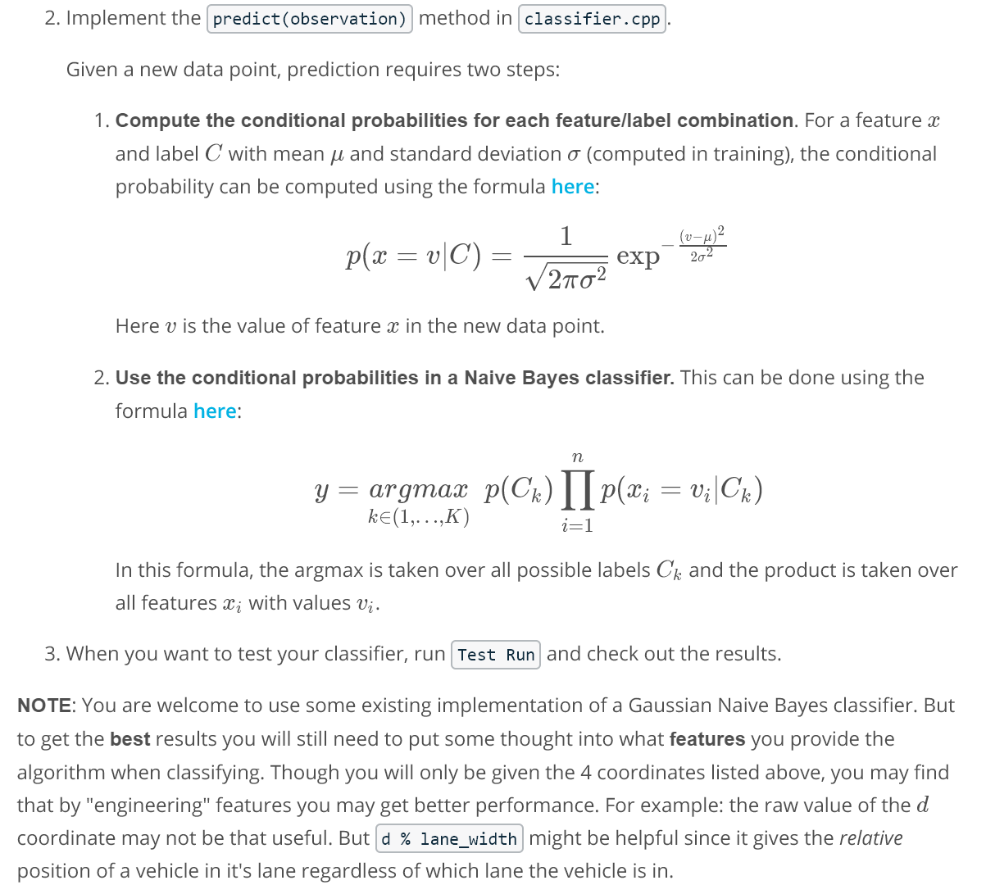 2. Implement the predict(observation) method in classifier.cpp.
Given a new data point, prediction requires two steps:
1. Compute the conditional probabilities for each feature/label combination. For a feature x
and label C with mean μ and standard deviation σ (computed in training), the conditional
probability can be computed using the formula here:
p(x = v|C) = \frac{1}{\sqrt{2πσ^2}} exp^{-\frac{(v-μ)^2}{2σ^2}}
Here v is the value of feature x in the new data point.
2. Use the conditional probabilities in a Naive Bayes classifier. This can be done using the
formula here:
y = \underset{k∈(1,...,K)}{argmax} p(C_k) \prod_{i=1}^{n} p(x_i = v_i|C_k)
In this formula, the argmax is taken over all possible labels C_k and the product is taken over
all features x_i with values v_i.
3. When you want to test your classifier, run Test Run and check out the results.
NOTE: You are welcome to use some existing implementation of a Gaussian Naive Bayes classifier. But
to get the best results you will still need to put some thought into what features you provide the
algorithm when classifying. Though you will only be given the 4 coordinates listed above, you may find
that by "engineering" features you may get better performance. For example: the raw value of the d
coordinate may not be that useful. But d % lane_width might be helpful since it gives the relative
position of a vehicle in it's lane regardless of which lane the vehicle is in.